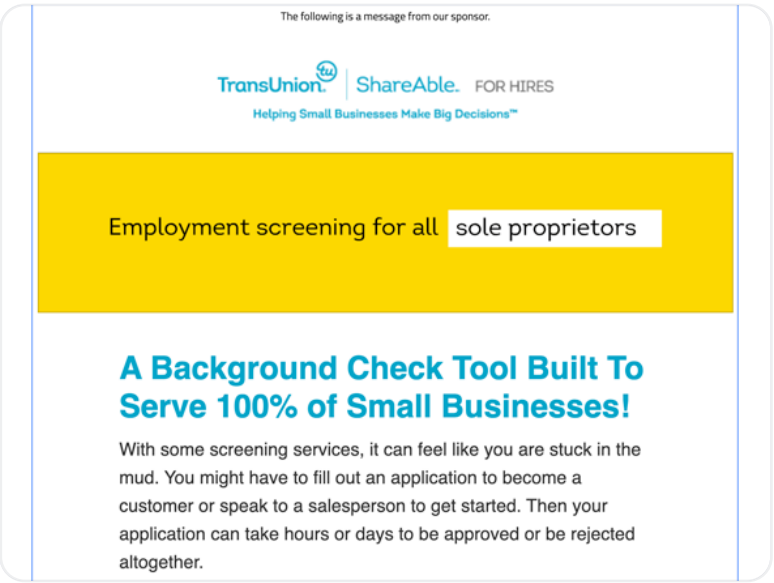 The following is a message from our sponsor.
TransUnion. tu ShareAble. FOR HIRES
Helping Small Businesses Make Big Decisions℠
Employment screening for all sole proprietors
A Background Check Tool Built To
Serve 100% of Small Businesses!
With some screening services, it can feel like you are stuck in the
mud. You might have to fill out an application to become a
customer or speak to a salesperson to get started. Then your
application can take hours or days to be approved or be rejected
altogether.